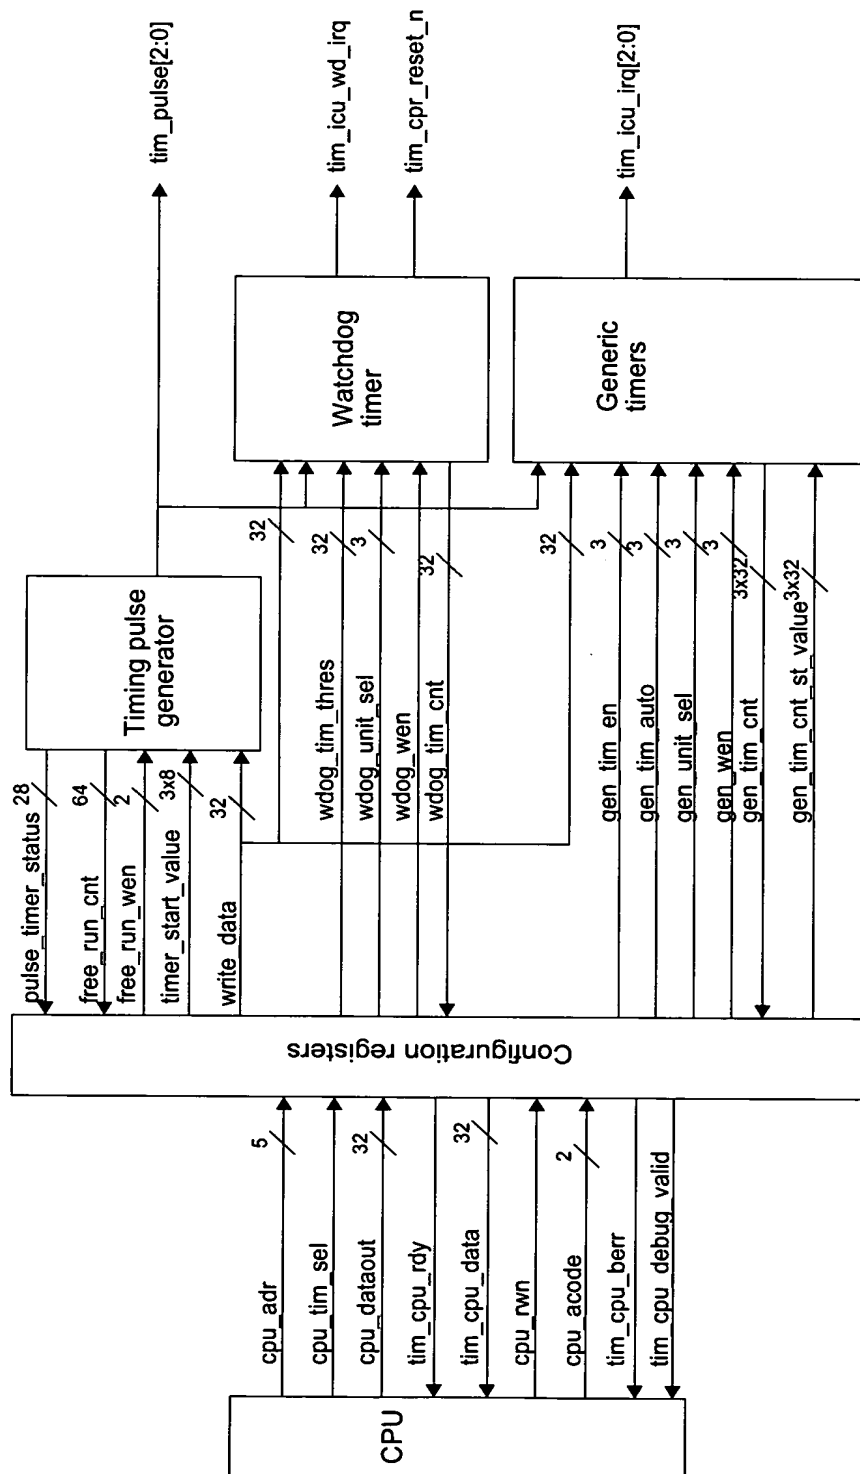 tim_pulse[2:0]
tim_icu_wd_irq
tim_cpr_reset_n
tim_icu_irq[2:0]
Timing pulse
generator
Watchdog
timer
Generic
timers
pulse_timer_status
28
free_run_cnt
64
free_run_wen
2
timer_start_value
3x8
write_data
32
32
wdog_tim_thres
32
wdog_unit_sel
3
wdog_wen
wdog_tim_cnt
32
32
gen_tim_en
3
gen_tim_auto
3
gen_unit_sel
3
gen_wen
3
gen_tim_cnt
3x32
gen_tim_cnt_st_value
3x32
Configuration registers
cpu_adr
5
cpu_tim_sel
cpu_dataout
32
tim_cpu_rdy
tim_cpu_data
32
cpu_rwn
cpu_acode
2
tim_cpu_berr
tim_cpu_debug_valid
CPU